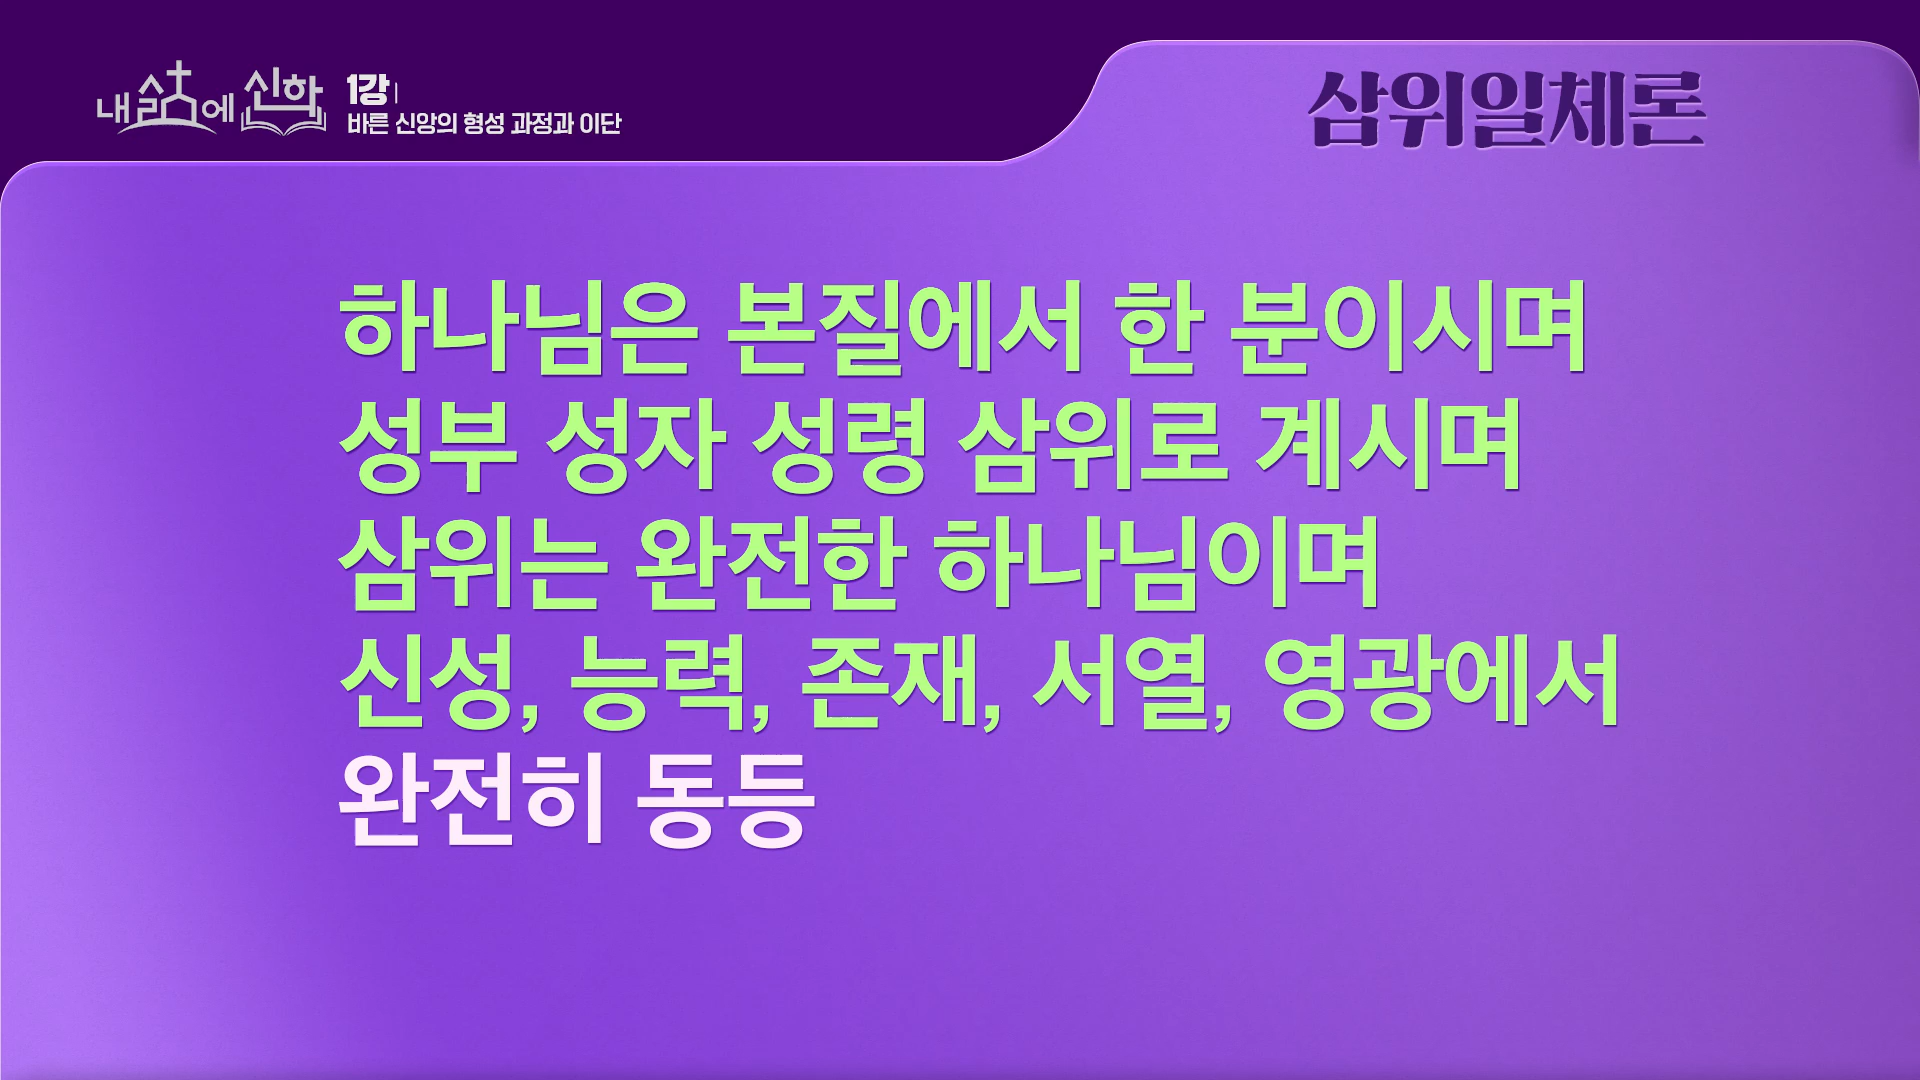 내 삶에 신학
1강
바른 신앙의 형성 과정과 이단
삼위일체론
하나님은 본질에서 한 분이시며
성부 성자 성령 삼위로 계시며
삼위는 완전한 하나님이며
신성, 능력, 존재, 서열, 영광에서
완전히 동등